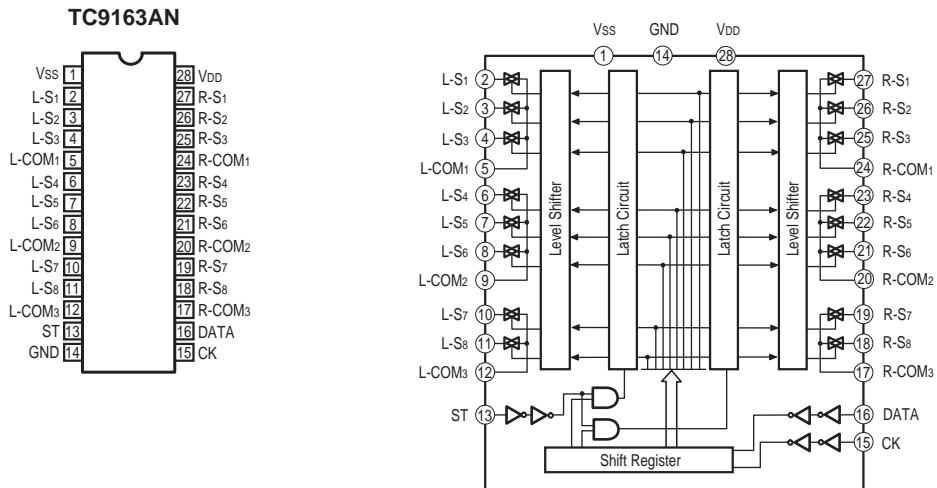 TC9163AN
VSS 1 28 VDD
L-S1 2 27 R-S1
L-S2 3 26 R-S2
L-S3 4 25 R-S3
L-COM1 5 24 R-COM1
L-S4 6 23 R-S4
L-S5 7 22 R-S5
L-S6 8 21 R-S6
L-COM2 9 20 R-COM2
L-S7 10 19 R-S7
L-S8 11 18 R-S8
L-COM3 12 17 R-COM3
ST 13 16 DATA
GND 14 15 CK
VSS GND VDD
1 14 28
L-S1 2 27 R-S1
L-S2 3 26 R-S2
L-S3 4 25 R-S3
L-COM1 5 24 R-COM1
L-S4 6 23 R-S4
L-S5 7 22 R-S5
L-S6 8 21 R-S6
L-COM2 9 20 R-COM2
L-S7 10 19 R-S7
L-S8 11 18 R-S8
L-COM3 12 17 R-COM3
Level Shifter
Latch Circuit
Latch Circuit
Level Shifter
ST 13 16 DATA
15 CK
Shift Register